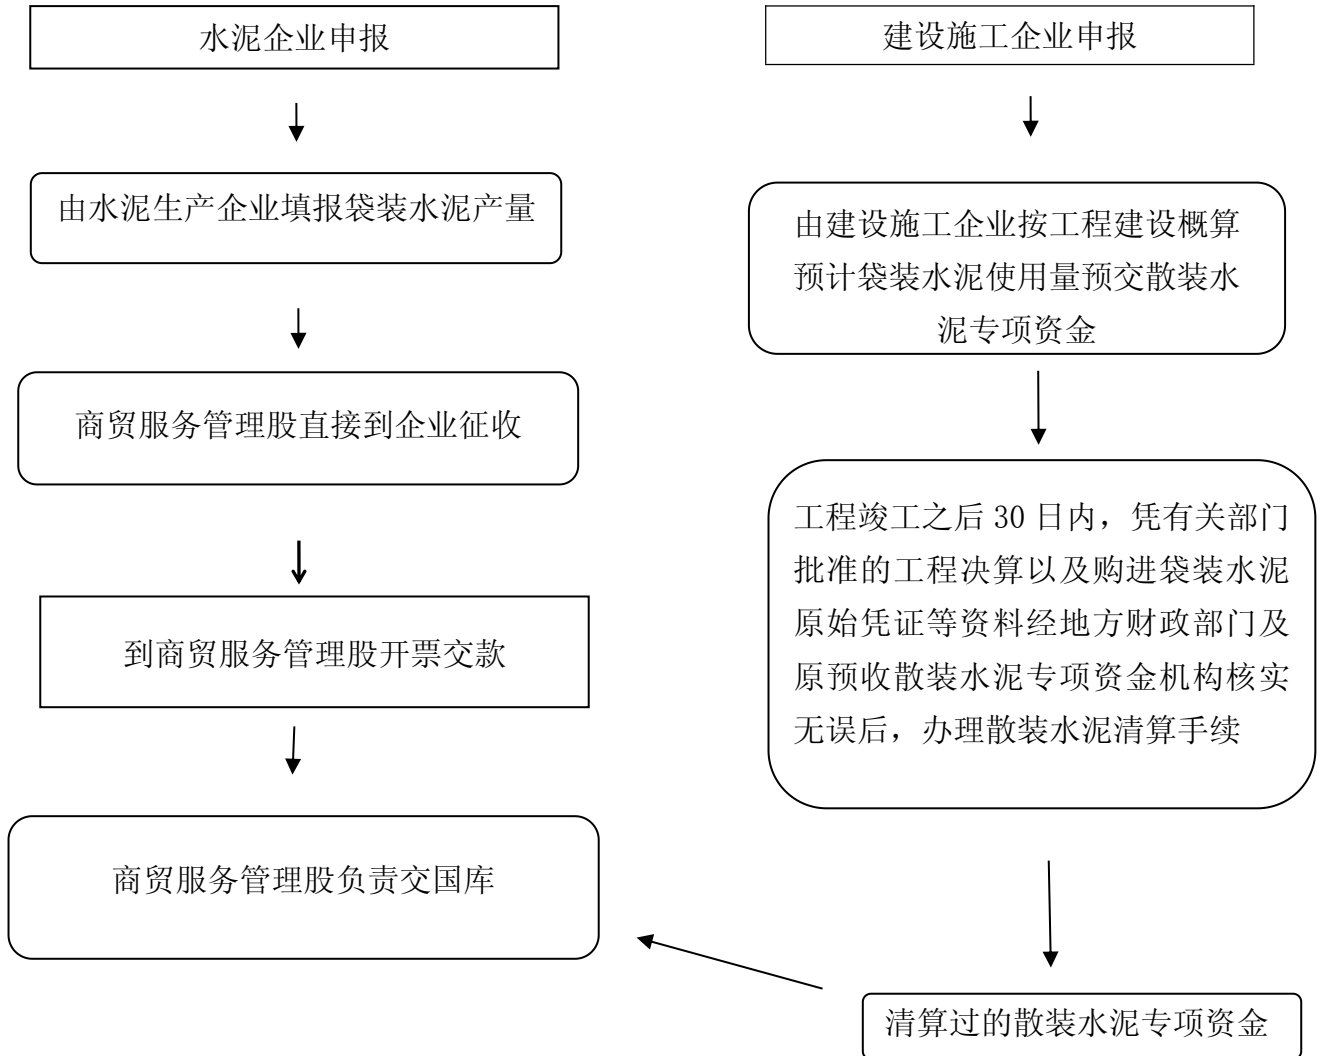 水泥企业申报
由水泥生产企业填报袋装水泥产量
商贸服务管理股直接到企业征收
到商贸服务管理股开票交款
商贸服务管理股负责交国库
建设施工企业申报
由建设施工企业按工程建设概算
预计袋装水泥使用量预交散装水
泥专项资金
工程竣工之后 30 日内，凭有关部门
批准的工程决算以及购进袋装水泥
原始凭证等资料经地方财政部门及
原预收散装水泥专项资金机构核实
无误后，办理散装水泥清算手续
清算过的散装水泥专项资金